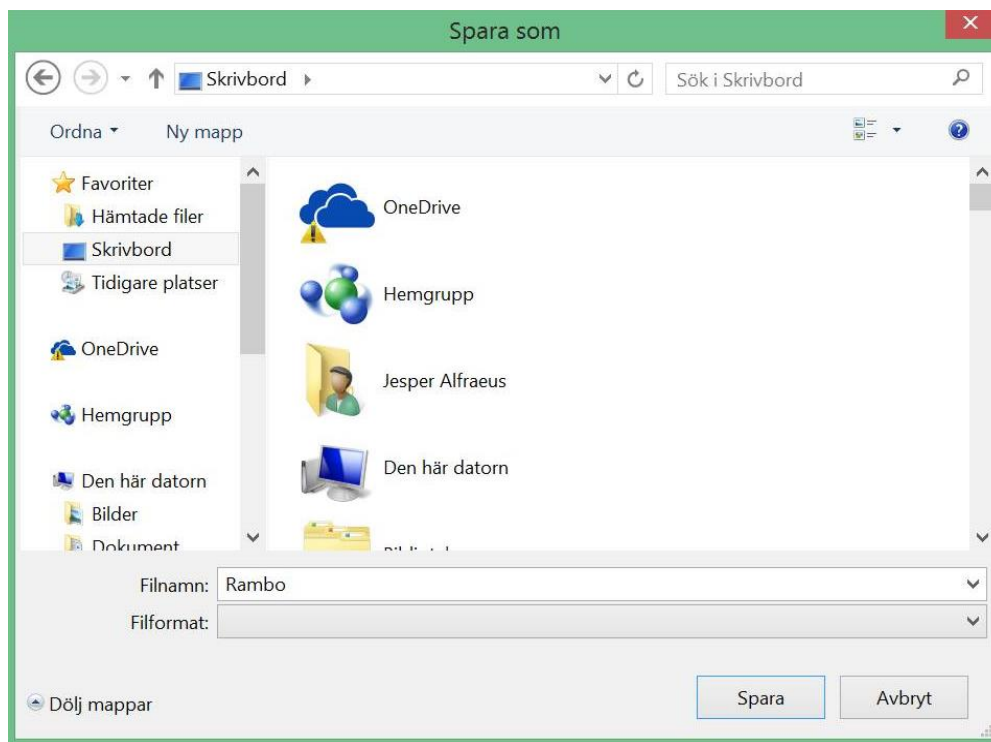 Spara som
Skrivbord
Sök i Skrivbord
Ordna
Ny mapp
Favoriter
Hämtade filer
Skrivbord
Tidigare platser
OneDrive
Hemgrupp
Den här datorn
Bilder
Dokument
OneDrive
Hemgrupp
Jesper Alfraeus
Den här datorn
Filnamn: Rambo
Filformat:
Dölj mappar
Spara
Avbryt